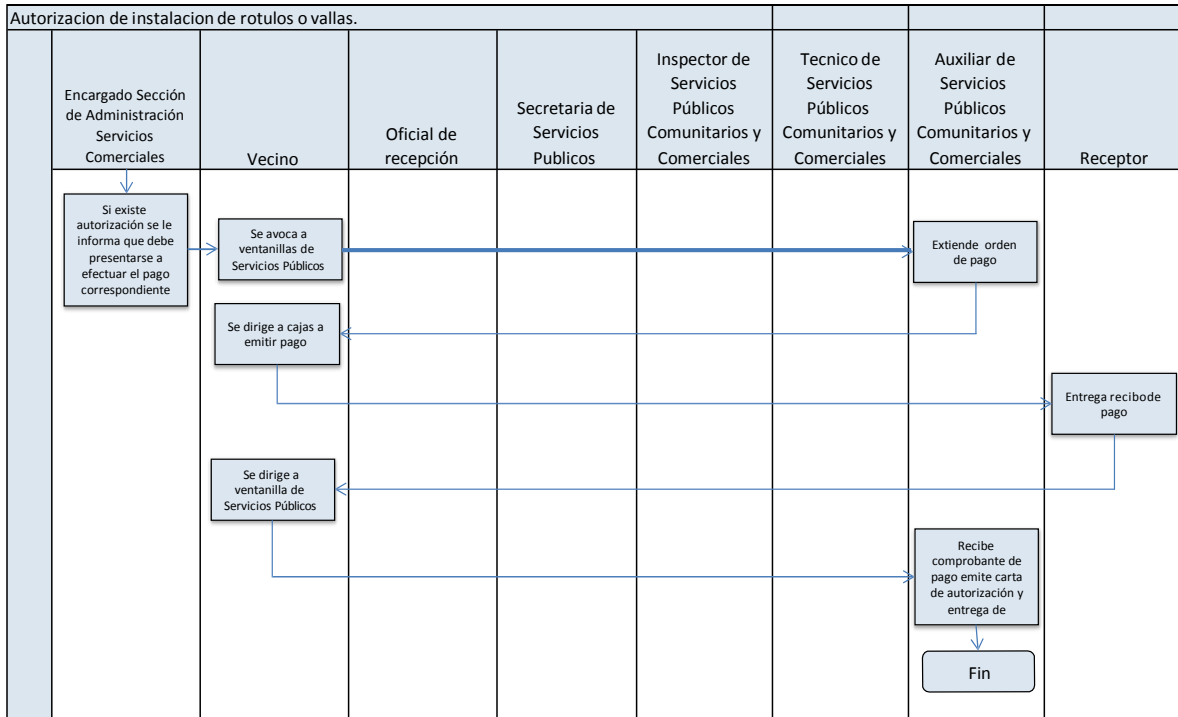 Autorizacion de instalacion de rotulos o vallas.
Encargado Sección
de Administración
Servicios
Comerciales
Vecino
Oficial de
recepción
Secretaria de
Servicios
Publicos
Inspector de
Servicios
Públicos
Comunitarios y
Comerciales
Tecnico de
Servicios
Públicos
Comunitarios y
Comerciales
Auxiliar de
Servicios
Públicos
Comunitarios y
Comerciales
Receptor
Si existe
autorización se le
informa que debe
presentarse a
efectuar el pago
correspondiente
Se avoca a
ventanillas de
Servicios Públicos
Extiende orden
de pago
Se dirige a cajas a
emitir pago
Entrega recibode
pago
Se dirige a
ventanilla de
Servicios Públicos
Recibe
comprobante de
pago emite carta
de autorización y
entrega de
Fin